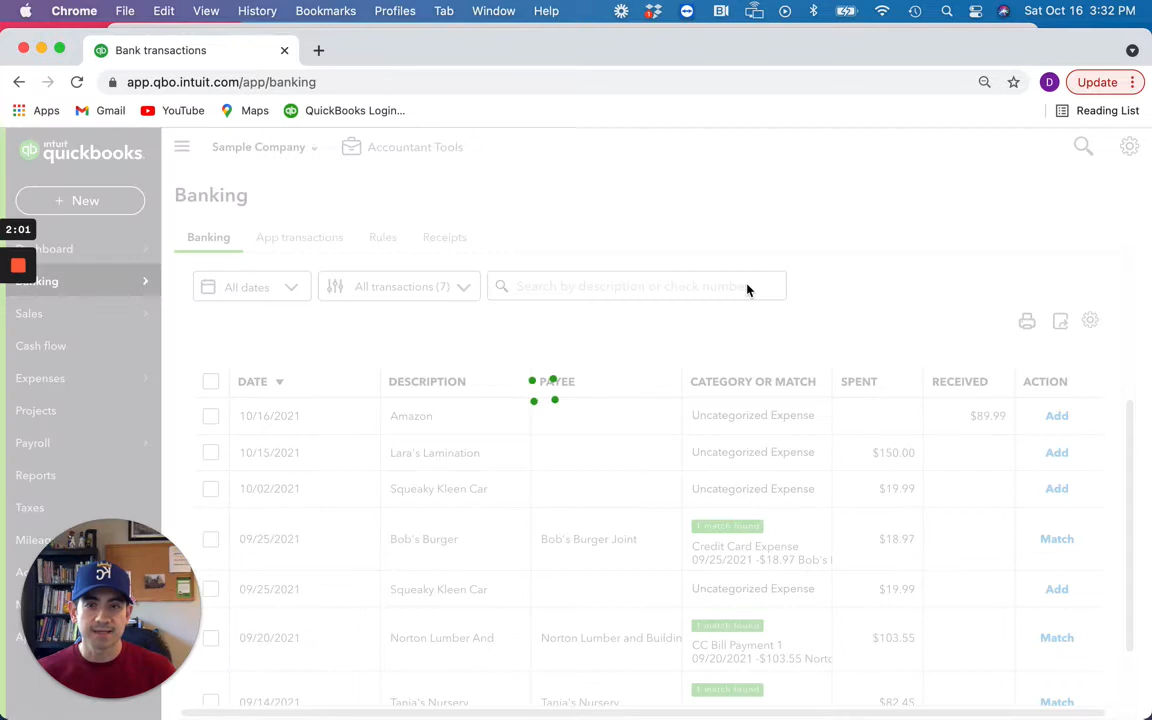 Chrome File Edit View History Bookmarks Profiles Tab Window Help Sat Oct 16 3:32 PM
Bank transactions
app.qbo.intuit.com/app/banking Update
Apps Gmail YouTube Maps QuickBooks Login... Reading List
intuit
quickbooks.
Sample Company Accountant Tools
+ New
Banking
2:01
Banking App transactions Rules Receipts
All dates All transactions (7) Search by description or check number
Sales
Cash flow
Expenses
Projects
Payroll
Reports
Taxes
DATE DESCRIPTION PAYEE CATEGORY OR MATCH SPENT RECEIVED ACTION
10/16/2021 Amazon Uncategorized Expense $89.99 Add
10/15/2021 Lara's Lamination Uncategorized Expense $150.00 Add
10/02/2021 Squeaky Kleen Car Uncategorized Expense $19.99 Add
1 match found
09/25/2021 Bob's Burger Bob's Burger Joint Credit Card Expense $18.97 Match
09/25/2021 -$18.97 Bob's
09/25/2021 Squeaky Kleen Car Uncategorized Expense $19.99 Add
1 match found
09/20/2021 Norton Lumber And Norton Lumber and Buildin CC Bill Payment 1 $103.55 Match
09/20/2021 -$103.55 Norto
1 match found
09/14/2021 Tania's Nursery Tania's Nursery $82.45 Match